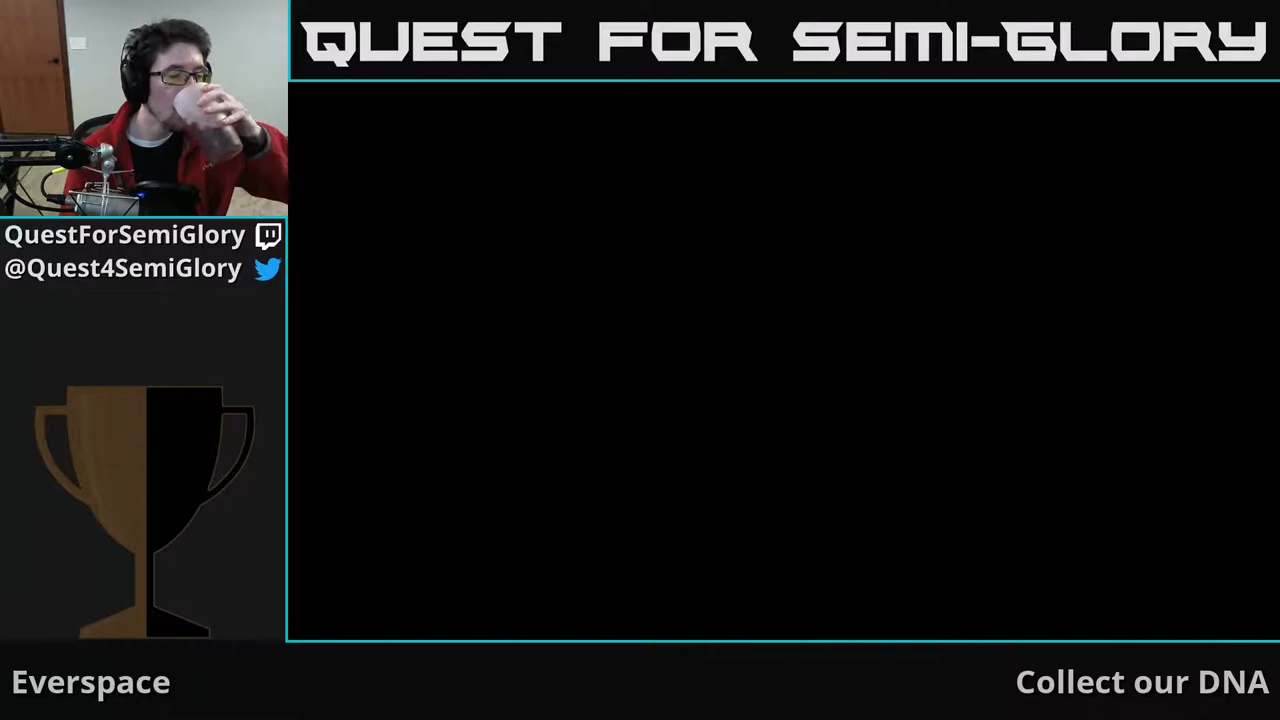 QUEST FOR SEMI-GLORY
QuestForSemiGlory
@Quest4SemiGlory
Everspace
Collect our DNA